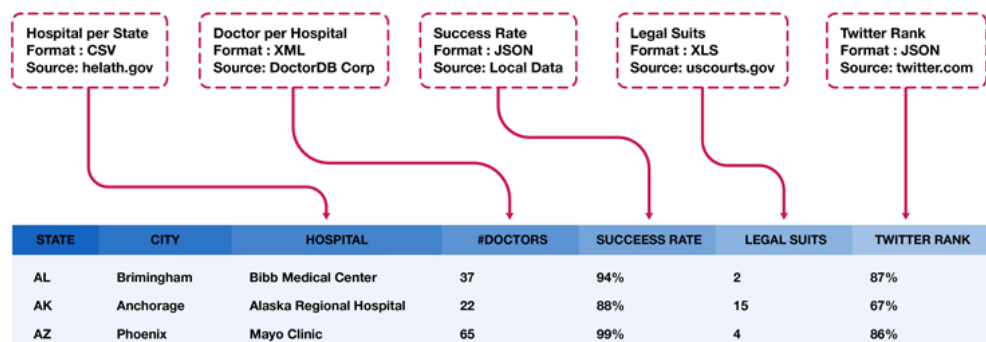 Hospital per State
Format : CSV
Source: helath.gov
Doctor per Hospital
Format : XML
Source: DoctorDB Corp
Success Rate
Format : JSON
Source: Local Data
Legal Suits
Format : XLS
Source: uscourts.gov
Twitter Rank
Format : JSON
Source: twitter.com
STATE CITY HOSPITAL #DOCTORS SUCCEESS RATE LEGAL SUITS TWITTER RANK
AL Brimingham Bibb Medical Center 37 94% 2 87%
AK Anchorage Alaska Regional Hospital 22 88% 15 67%
AZ Phoenix Mayo Clinic 65 99% 4 86%